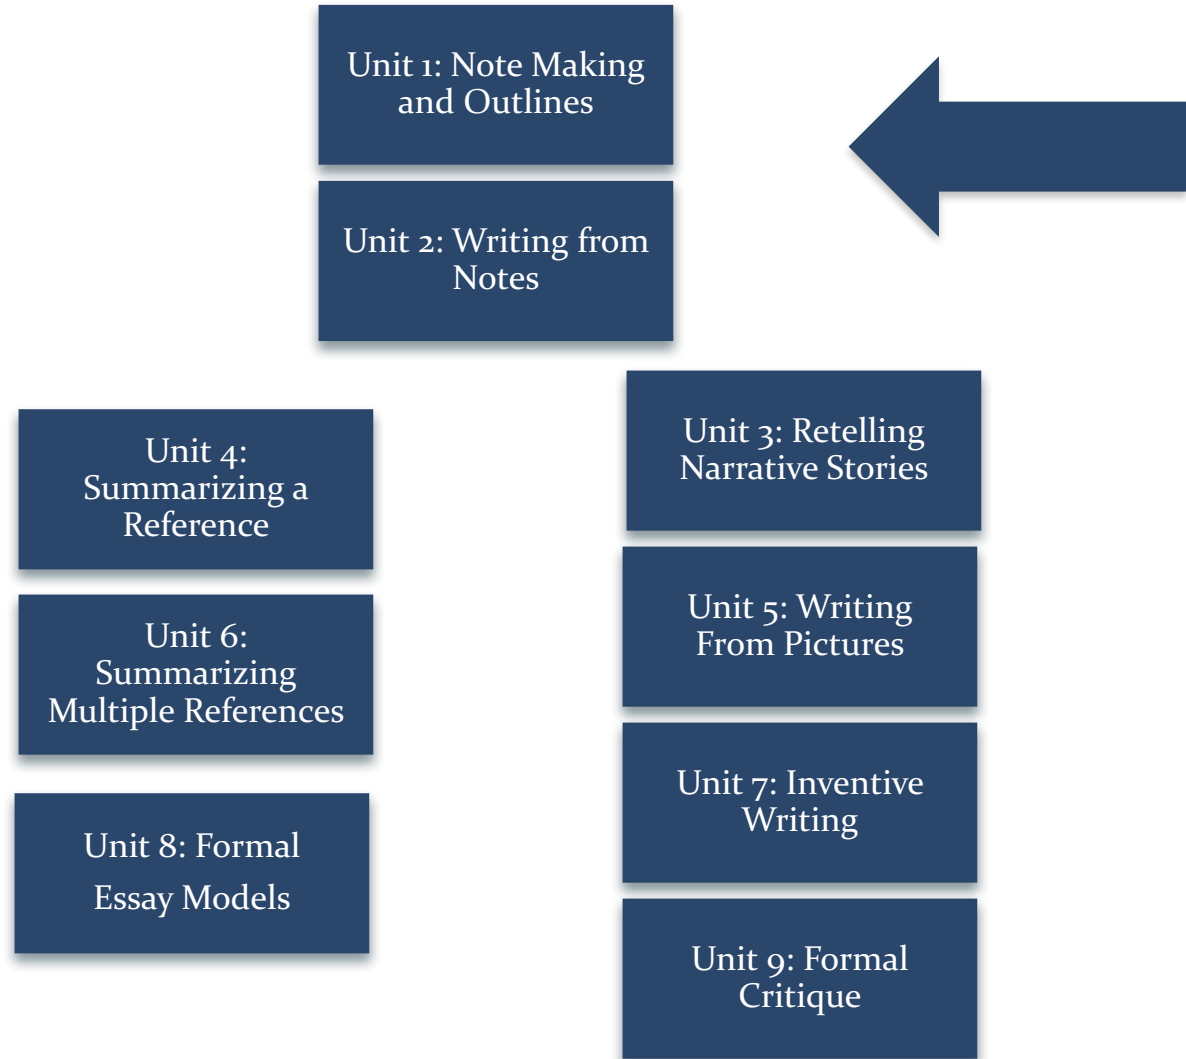 Unit 1: Note Making
and Outlines
Unit 2: Writing from
Notes
Unit 4:
Summarizing a
Reference
Unit 6:
Summarizing
Multiple References
Unit 8: Formal
Essay Models
Unit 3: Retelling
Narrative Stories
Unit 5: Writing
From Pictures
Unit 7: Inventive
Writing
Unit 9: Formal
Critique